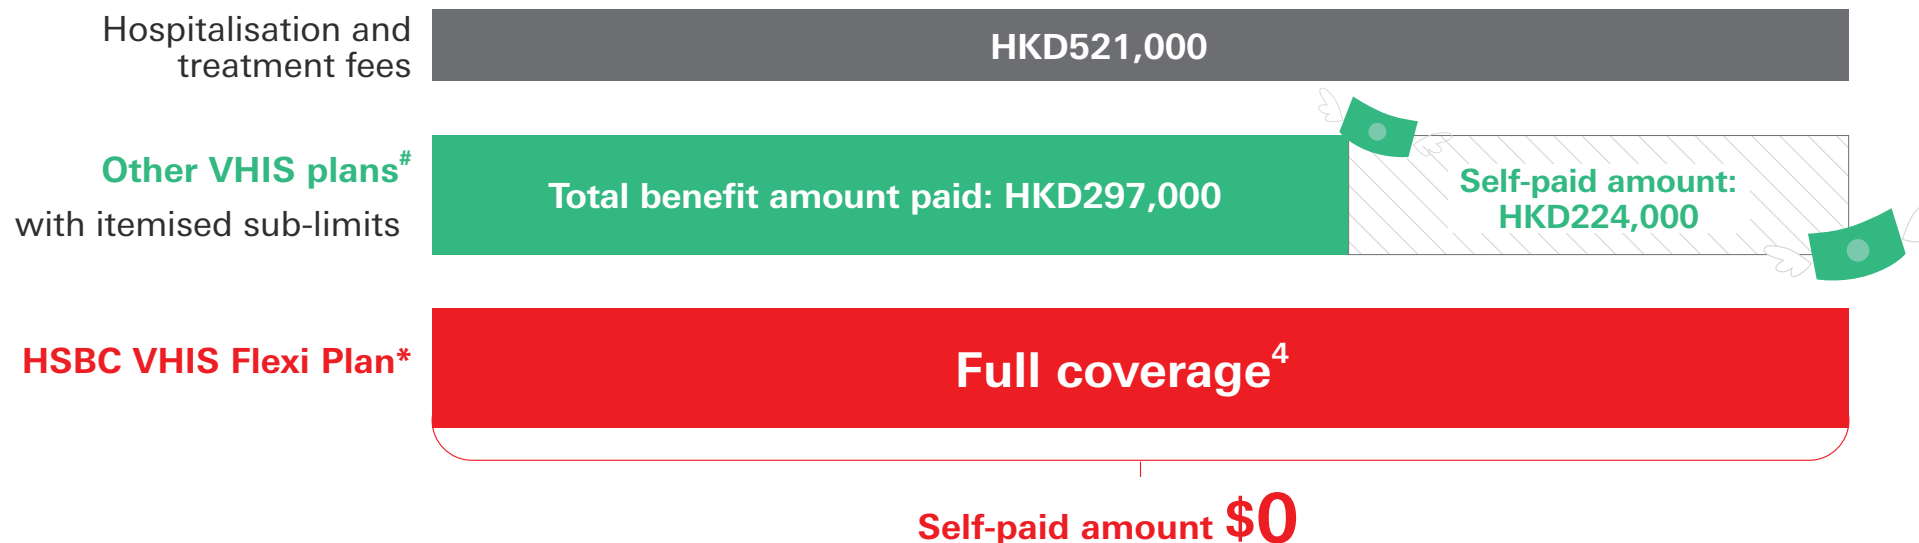 Hospitalisation and
treatment fees
HKD521,000
Other VHIS plans#
with itemised sub-limits
Total benefit amount paid: HKD297,000
Self-paid amount:
HKD224,000
HSBC VHIS Flexi Plan*
Full coverage4
Self-paid amount $0